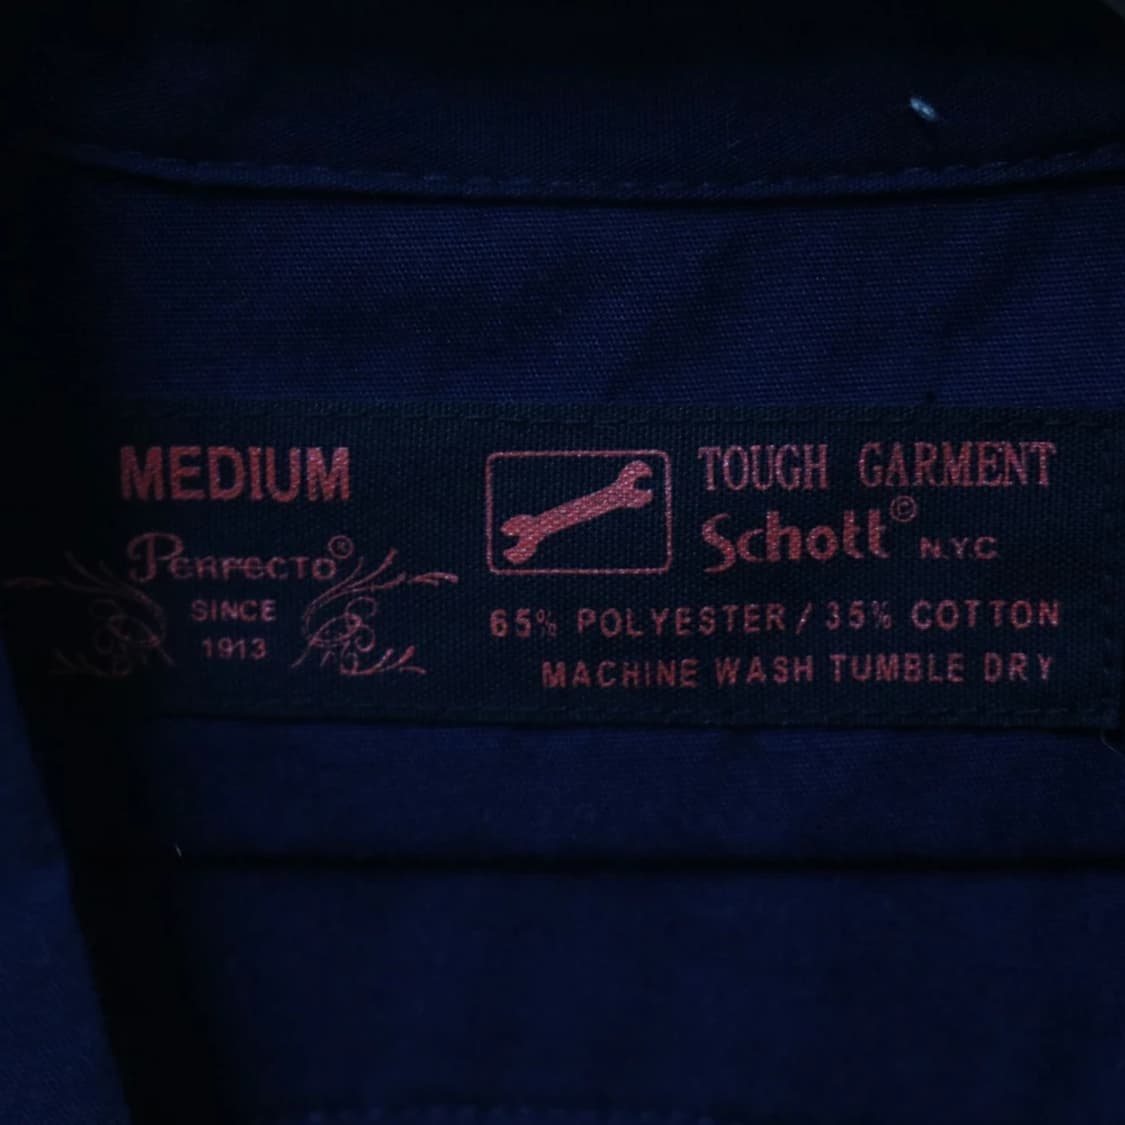 MEDIUM
Perfecto®
SINCE
1913
TOUGH GARMENT
Schott© N.Y.C
65% POLYESTER / 35% COTTON
MACHINE WASH TUMBLE DRY